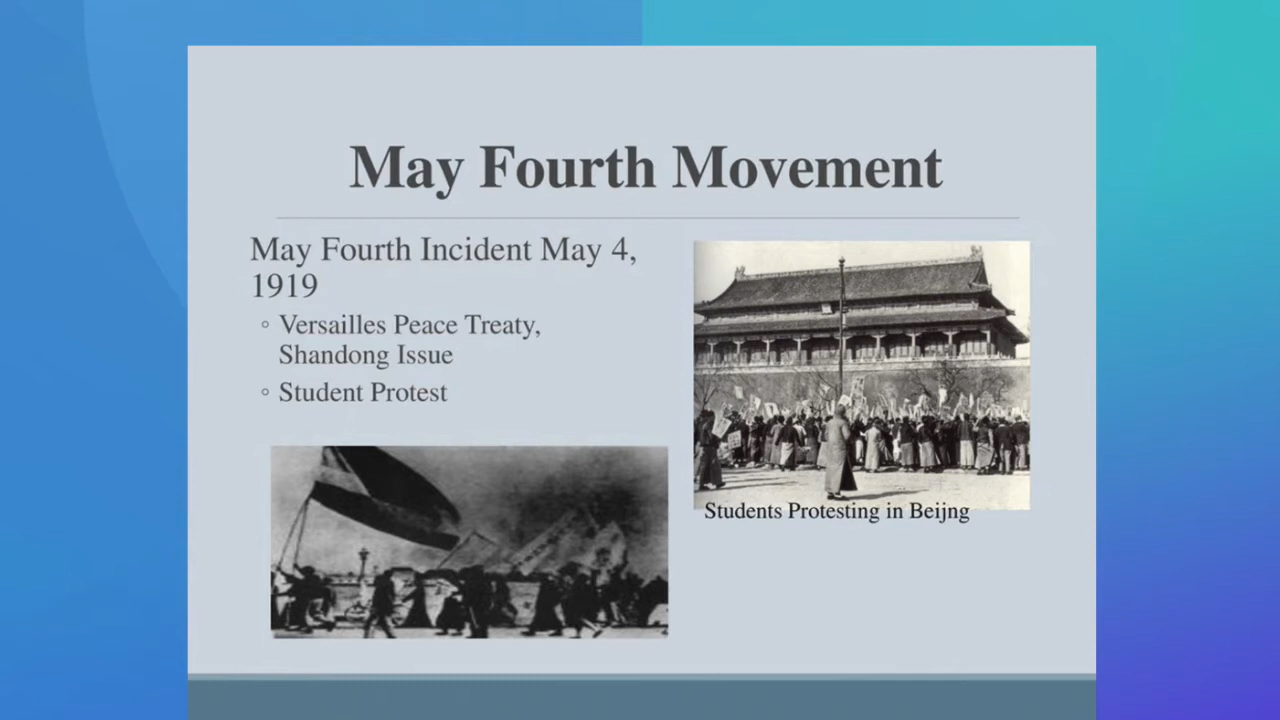 May Fourth Movement
May Fourth Incident May 4,
1919
◦ Versailles Peace Treaty,
Shandong Issue
◦ Student Protest
Students Protesting in Beijng